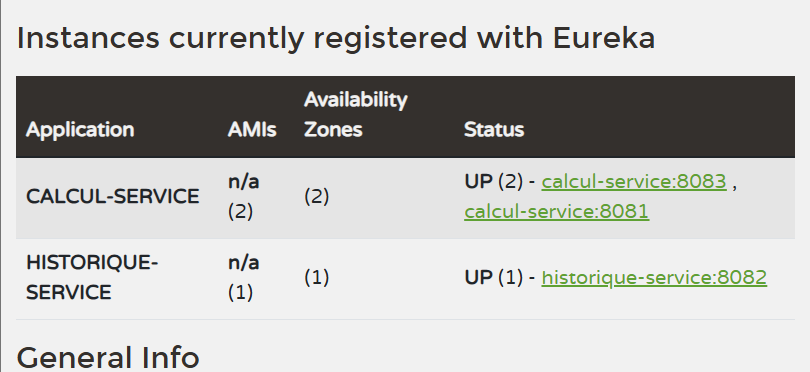 Instances currently registered with Eureka
Availability
Application AMIs Zones Status
n/a UP (2) - calcul-service:8083 ,
CALCUL-SERVICE (2) (2) calcul-service:8081
HISTORIQUE- n/a
SERVICE (1) (1) UP (1) - historique-service:8082
General Info